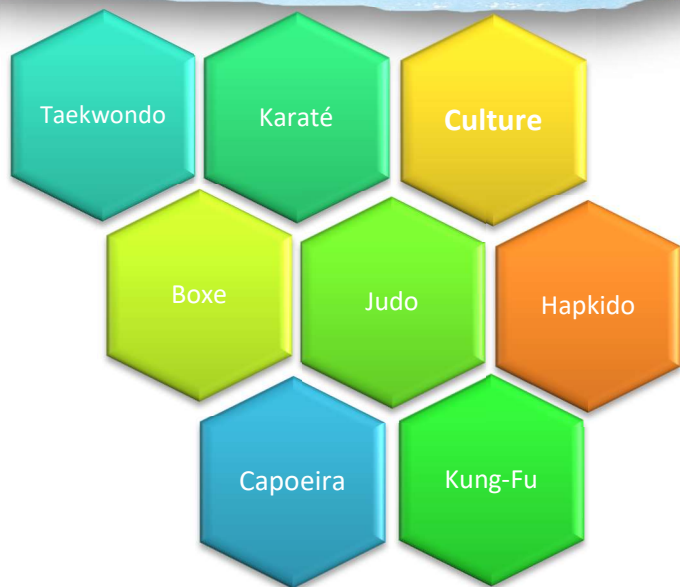 Taekwondo
Karaté
Culture
Boxe
Judo
Hapkido
Capoeira
Kung-Fu